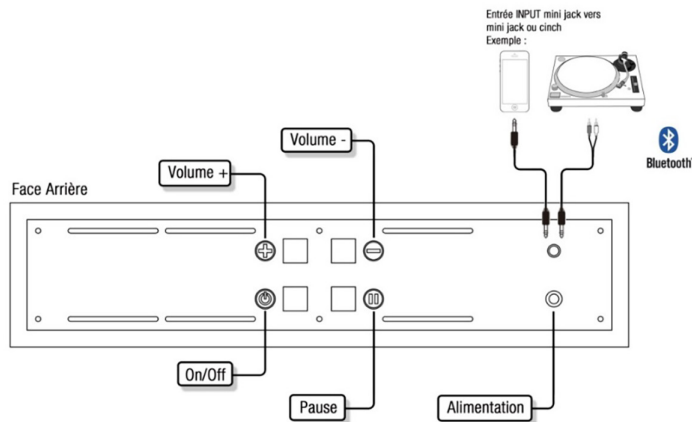 Entrée INPUT mini jack vers
mini jack ou cinch
Exemple :
Bluetooth
Volume -
Volume +
Face Arrière
On/Off
Pause
Alimentation